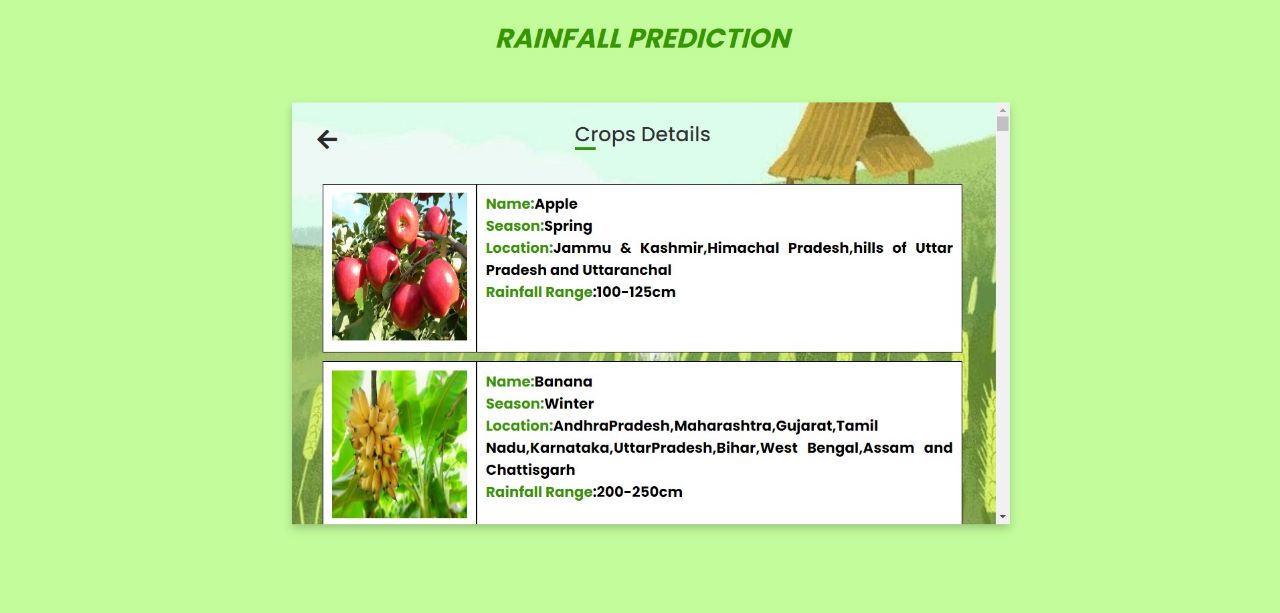 RAINFALL PREDICTION
Crops Details
Name:Apple
Season:Spring
Location:Jammu & Kashmir,Himachal Pradesh,hills of Uttar
Pradesh and Uttaranchal
Rainfall Range:100-125cm
Name:Banana
Season:Winter
Location:AndhraPradesh,Maharashtra,Gujarat,Tamil
Nadu,Karnataka,UttarPradesh,Bihar,West Bengal,Assam and
Chattisgarh
Rainfall Range:200-250cm